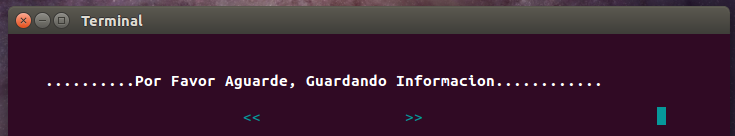 Terminal
..........Por Favor Aguarde, Guardando Informacion............
<< >>